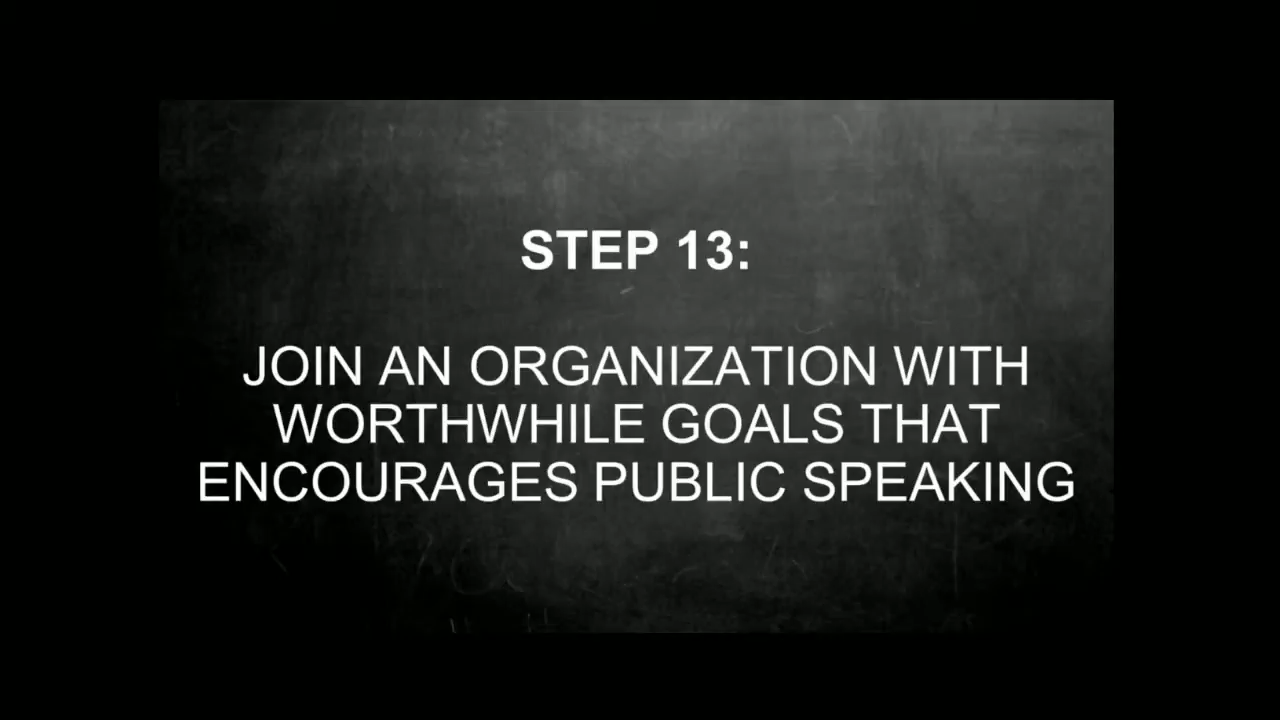 STEP 13:
JOIN AN ORGANIZATION WITH
WORTHWHILE GOALS THAT
ENCOURAGES PUBLIC SPEAKING